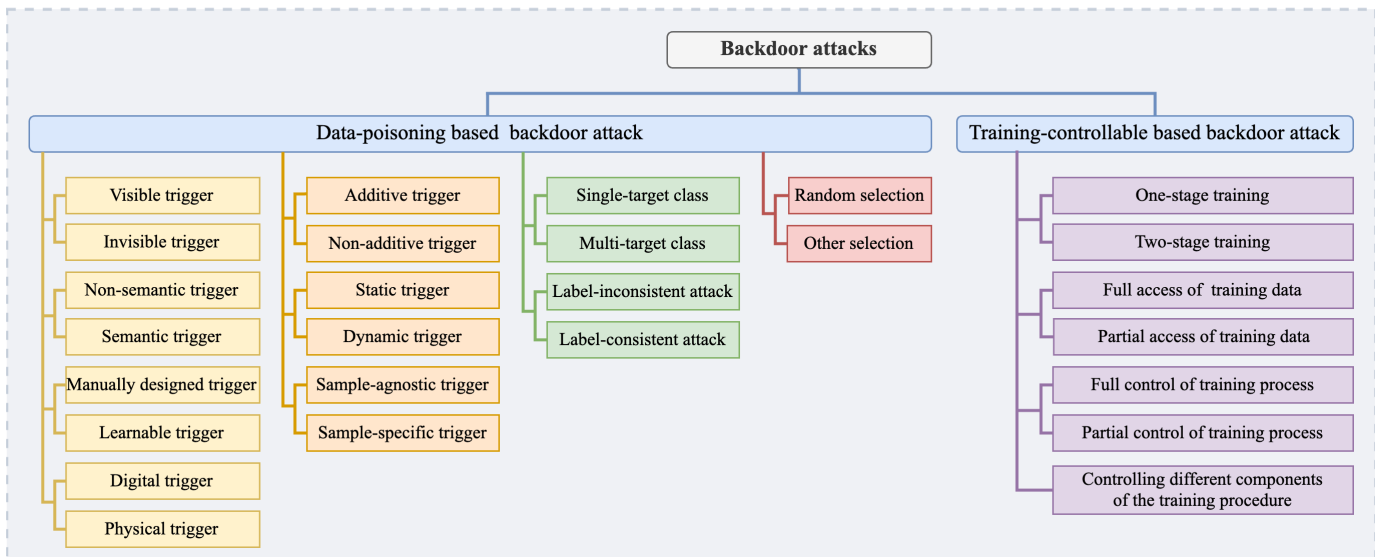 Backdoor attacks
Data-poisoning based backdoor attack
Training-controllable based backdoor attack
Visible trigger
Invisible trigger
Non-semantic trigger
Semantic trigger
Manually designed trigger
Learnable trigger
Digital trigger
Physical trigger
Additive trigger
Non-additive trigger
Static trigger
Dynamic trigger
Sample-agnostic trigger
Sample-specific trigger
Single-target class
Multi-target class
Label-inconsistent attack
Label-consistent attack
Random selection
Other selection
One-stage training
Two-stage training
Full access of training data
Partial access of training data
Full control of training process
Partial control of training process
Controlling different components
of the training procedure